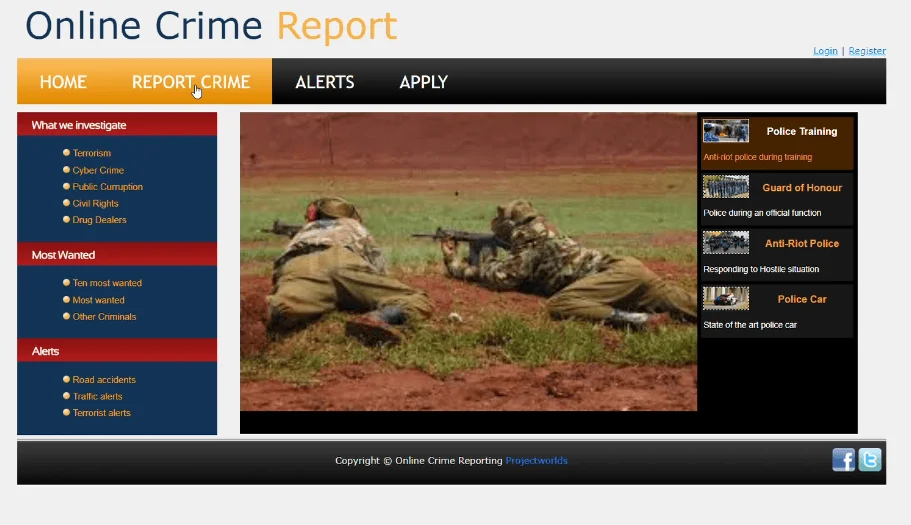 Online Crime Report
Login | Register
HOME REPORT CRIME ALERTS APPLY
What we investigate
Terrorism
Cyber Crime
Public Curruption
Civil Rights
Drug Dealers
Most Wanted
Ten most wanted
Most wanted
Other Criminals
Alerts
Road accidents
Traffic alerts
Terrorist alerts
Police Training
Anti-riot police during training
Guard of Honour
Police during an official function
Anti-Riot Police
Responding to Hostile situation
Police Car
State of the art police car
Copyright © Online Crime Reporting Projectworlds